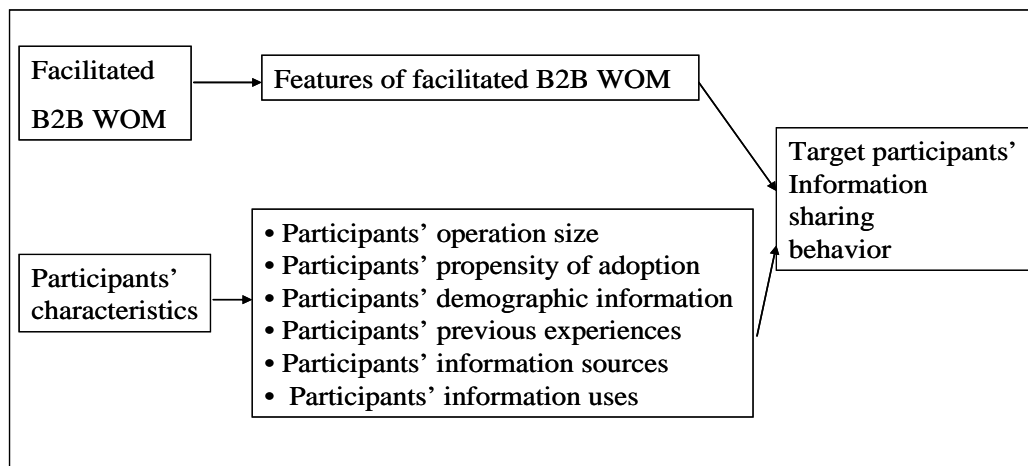 Facilitated
B2B WOM
Features of facilitated B2B WOM
Target participants’
Information
sharing
behavior
Participants’
characteristics
• Participants’ operation size
• Participants’ propensity of adoption
• Participants’ demographic information
• Participants’ previous experiences
• Participants’ information sources
• Participants’ information uses